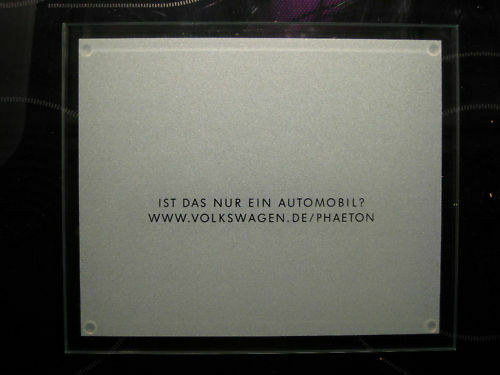 IST DAS NUR EIN AUTOMOBIL?
WWW.VOLKSWAGEN.DE/PHAETON